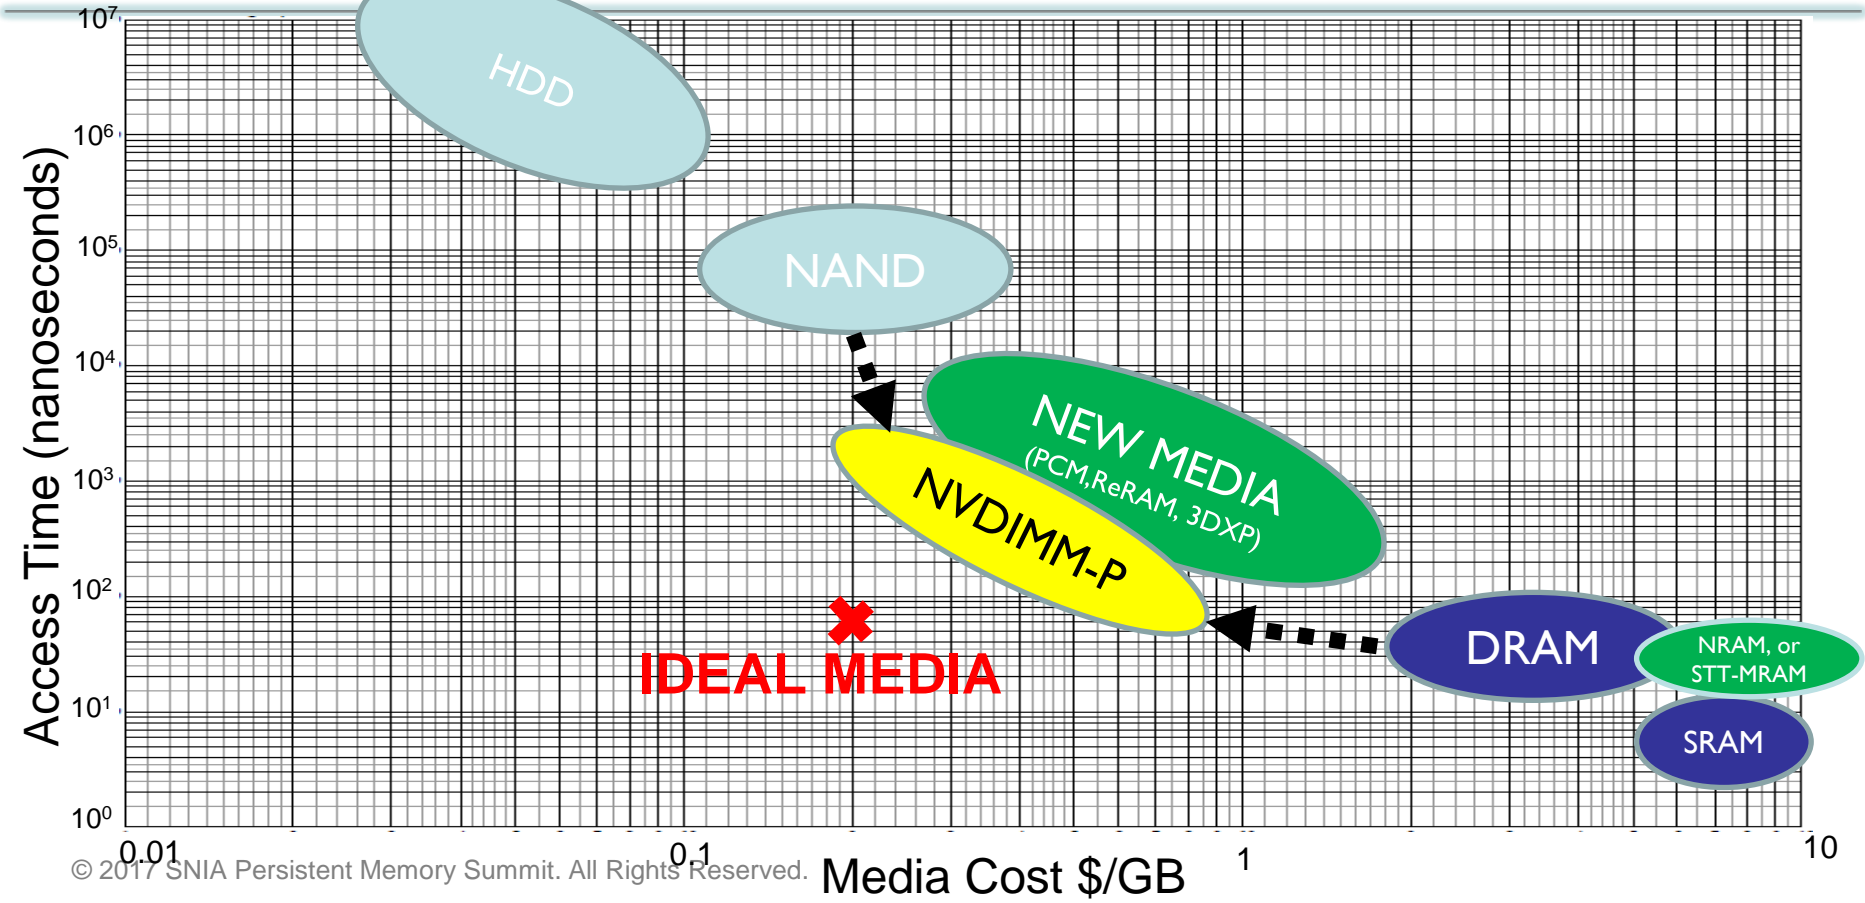 10⁷
10⁶
10⁵
10⁴
10³
10²
10¹
10⁰
Access Time (nanoseconds)
HDD
NAND
NEW MEDIA
(PCM,ReRAM, 3DXP)
NVDIMM-P
IDEAL MEDIA
DRAM
NRAM, or
STT-MRAM
SRAM
0.01
0.1
1
10
Media Cost $/GB
© 2017 SNIA Persistent Memory Summit. All Rights Reserved.